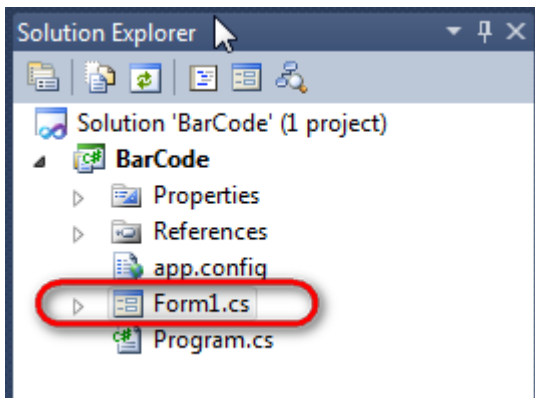 Solution Explorer
Solution 'BarCode' (1 project)
BarCode
Properties
References
app.config
Form1.cs
Program.cs